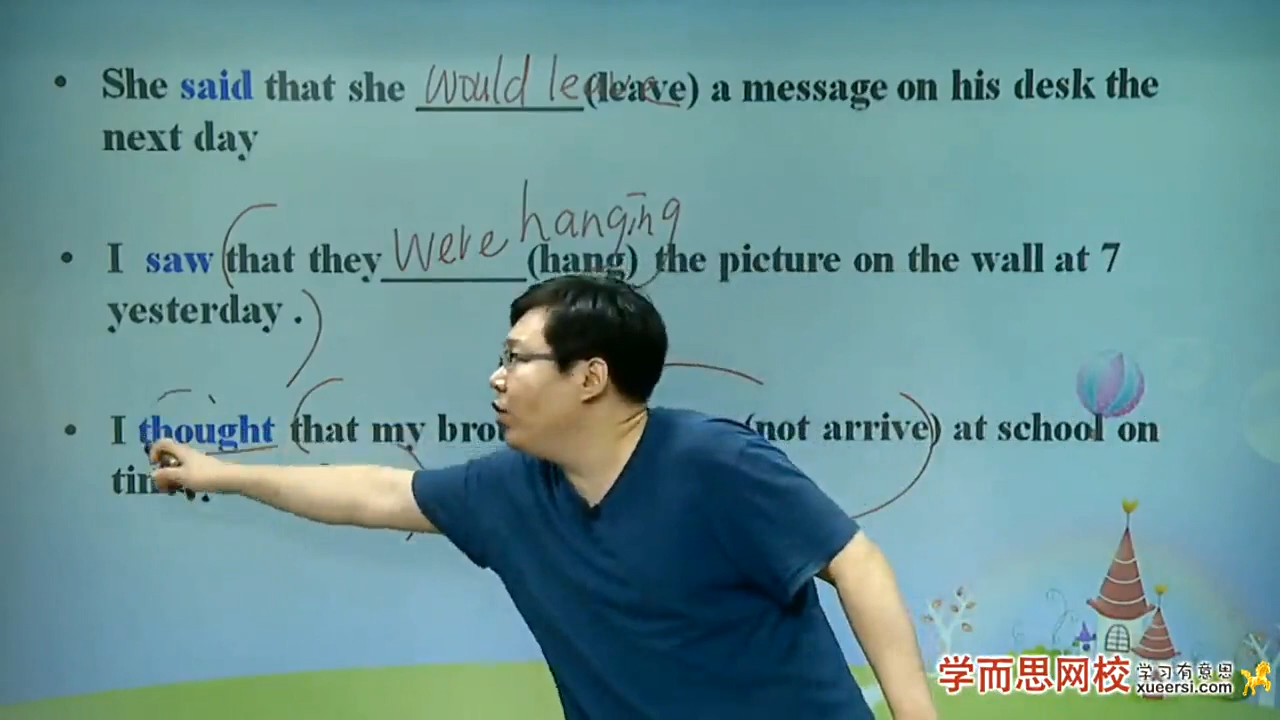 • She said that she would leave (leave) a message on his desk the
next day
• I saw that they were hanging (hang) the picture on the wall at 7
yesterday .
• I thought that my (not arrive) at school on
学而思网校 学习有意思
xueersi.com